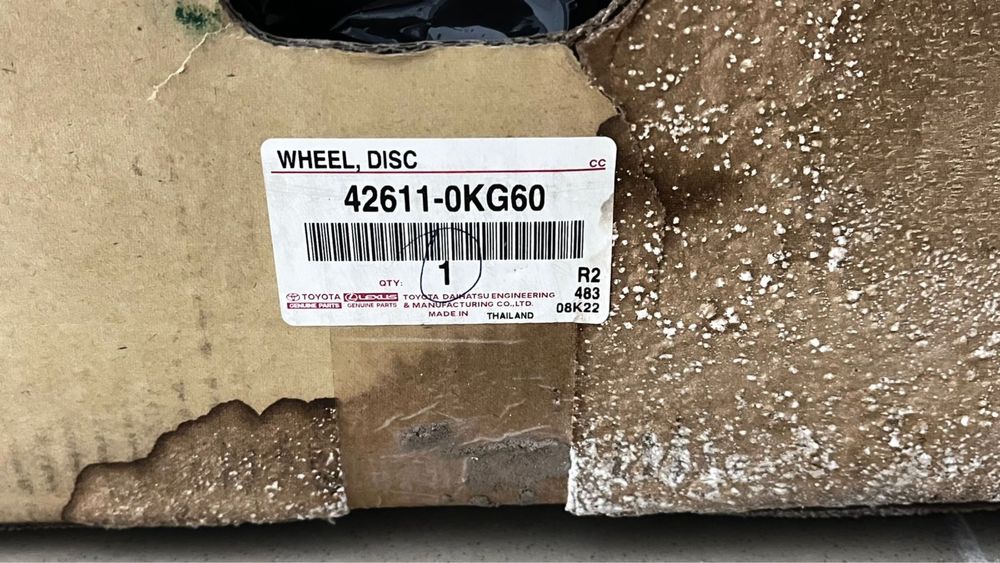 WHEEL, DISC
CC
42611-0KG60
QTY: 1
R2
483
08K22
TOYOTA
GENUINE PARTS
LEXUS
GENUINE PARTS
TOYOTA DAIHATSU ENGINEERING
& MANUFACTURING CO.,LTD.
MADE IN THAILAND